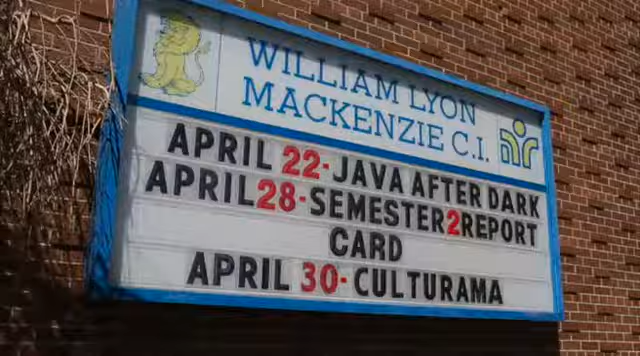 WILLIAM LYON
MACKENZIE C.I.
APRIL 22-JAVA AFTER DARK
APRIL 28-SEMESTER 2 REPORT
CARD
APRIL 30-CULTURAMA